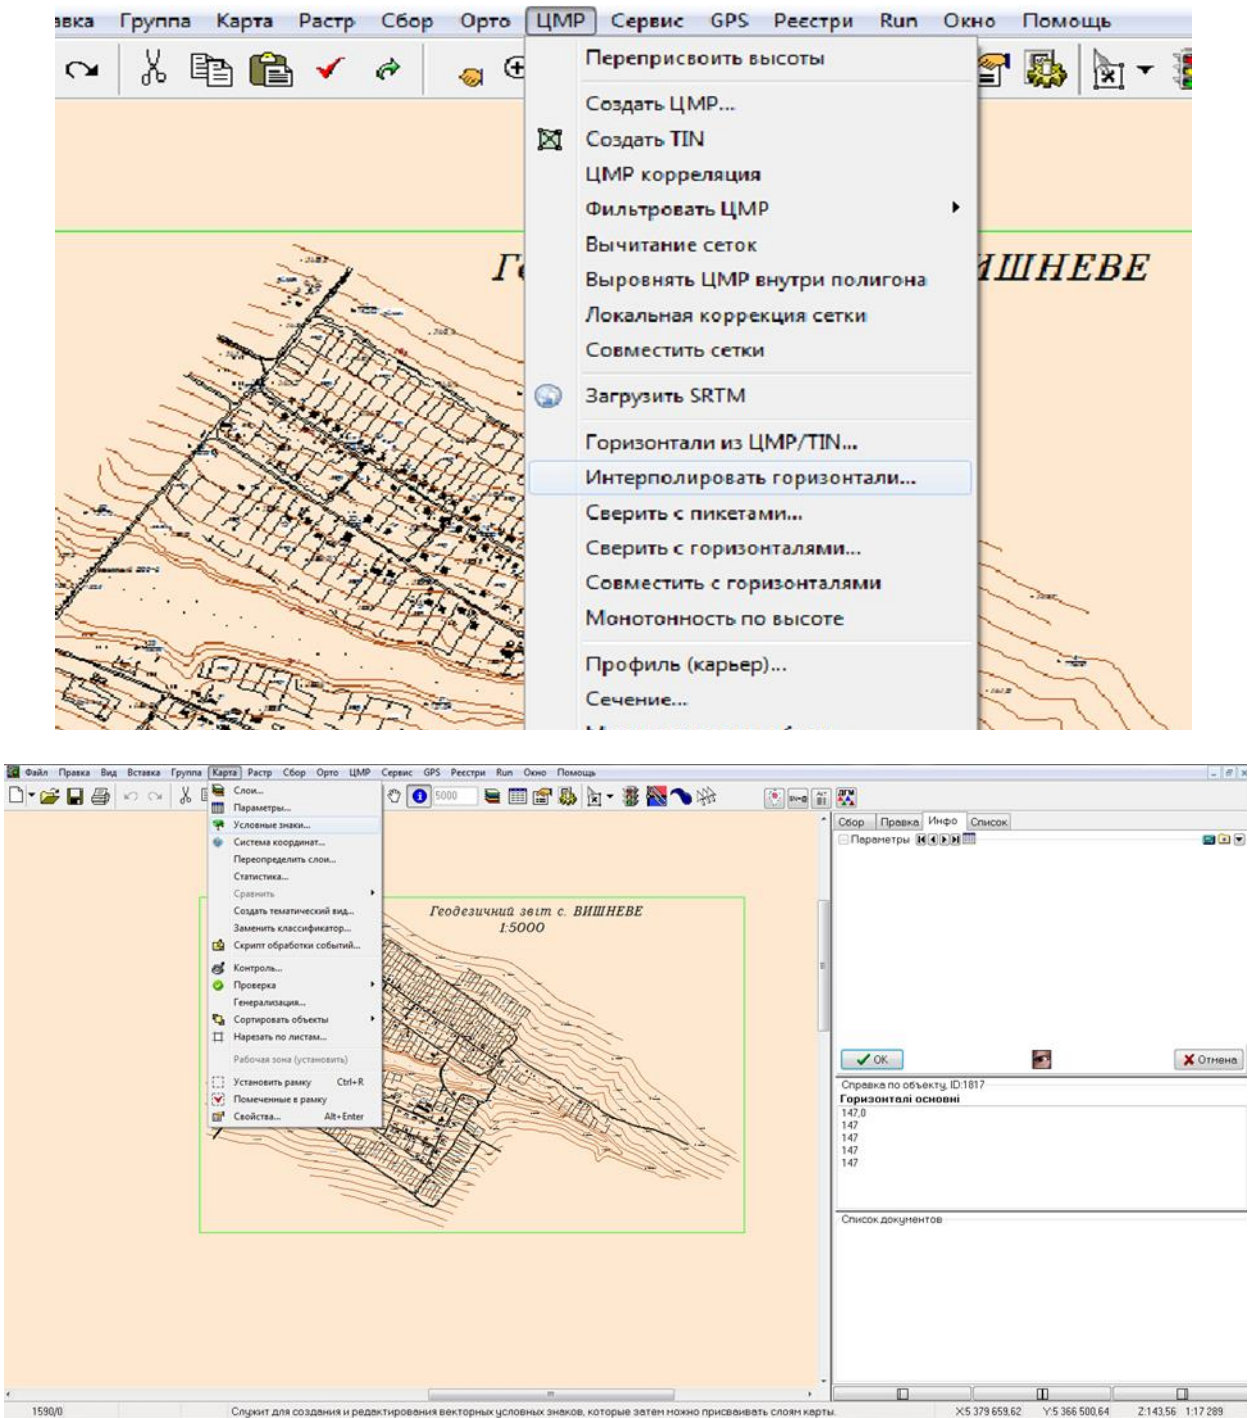 авка Группа Карта Растр Сбор Орто ЦМР Сервис GPS Реєстри Run Окно Помощь
Переприсвоить высоты
Создать ЦМР...
Создать TIN
ЦМР корреляция
Фильтровать ЦМР
Вычитание сеток
Выровнять ЦМР внутри полигона
Локальная коррекция сетки
Совместить сетки
Загрузить SRTM
Горизонтали из ЦМР/TIN...
Интерполировать горизонтали...
Сверить с пикетами...
Сверить с горизонталями...
Совместить с горизонталями
Монотонность по высоте
Профиль (карьер)...
Сечение...
Ге
ИШНЕВЕ
Файл Правка Вид Вставка Группа Карта Растр Сбор Орто ЦМР Сервис GPS Реєстри Run Окно Помощь
5000
Слои...
Параметры...
Условные знаки...
Система координат...
Переопределить слои...
Статистика...
Сравнить
Создать тематический вид...
Заменить классификатор...
Скрипт обработки событий...
Контроль...
Проверка
Генерализация...
Сортировать объекты
Нарезать по листам...
Рабочая зона (установить)
Установить рамку Ctrl+R
Помеченные в рамку
Свойства... Alt+Enter
Геодезичний звіт с. ВИШНЕВЕ
1:5000
Сбор Правка Инфо Список
Параметры
OK Отмена
Справка по объекту, ID:1817
Горизонталі основні
147,0
147
147
147
147
Список документов
1590/0 Служит для создания и редактирования векторных условных знаков, которые затем можно присваивать слоям карты. X:5 379 659,62 Y:5 366 500,64 Z:143,56 1:17 289